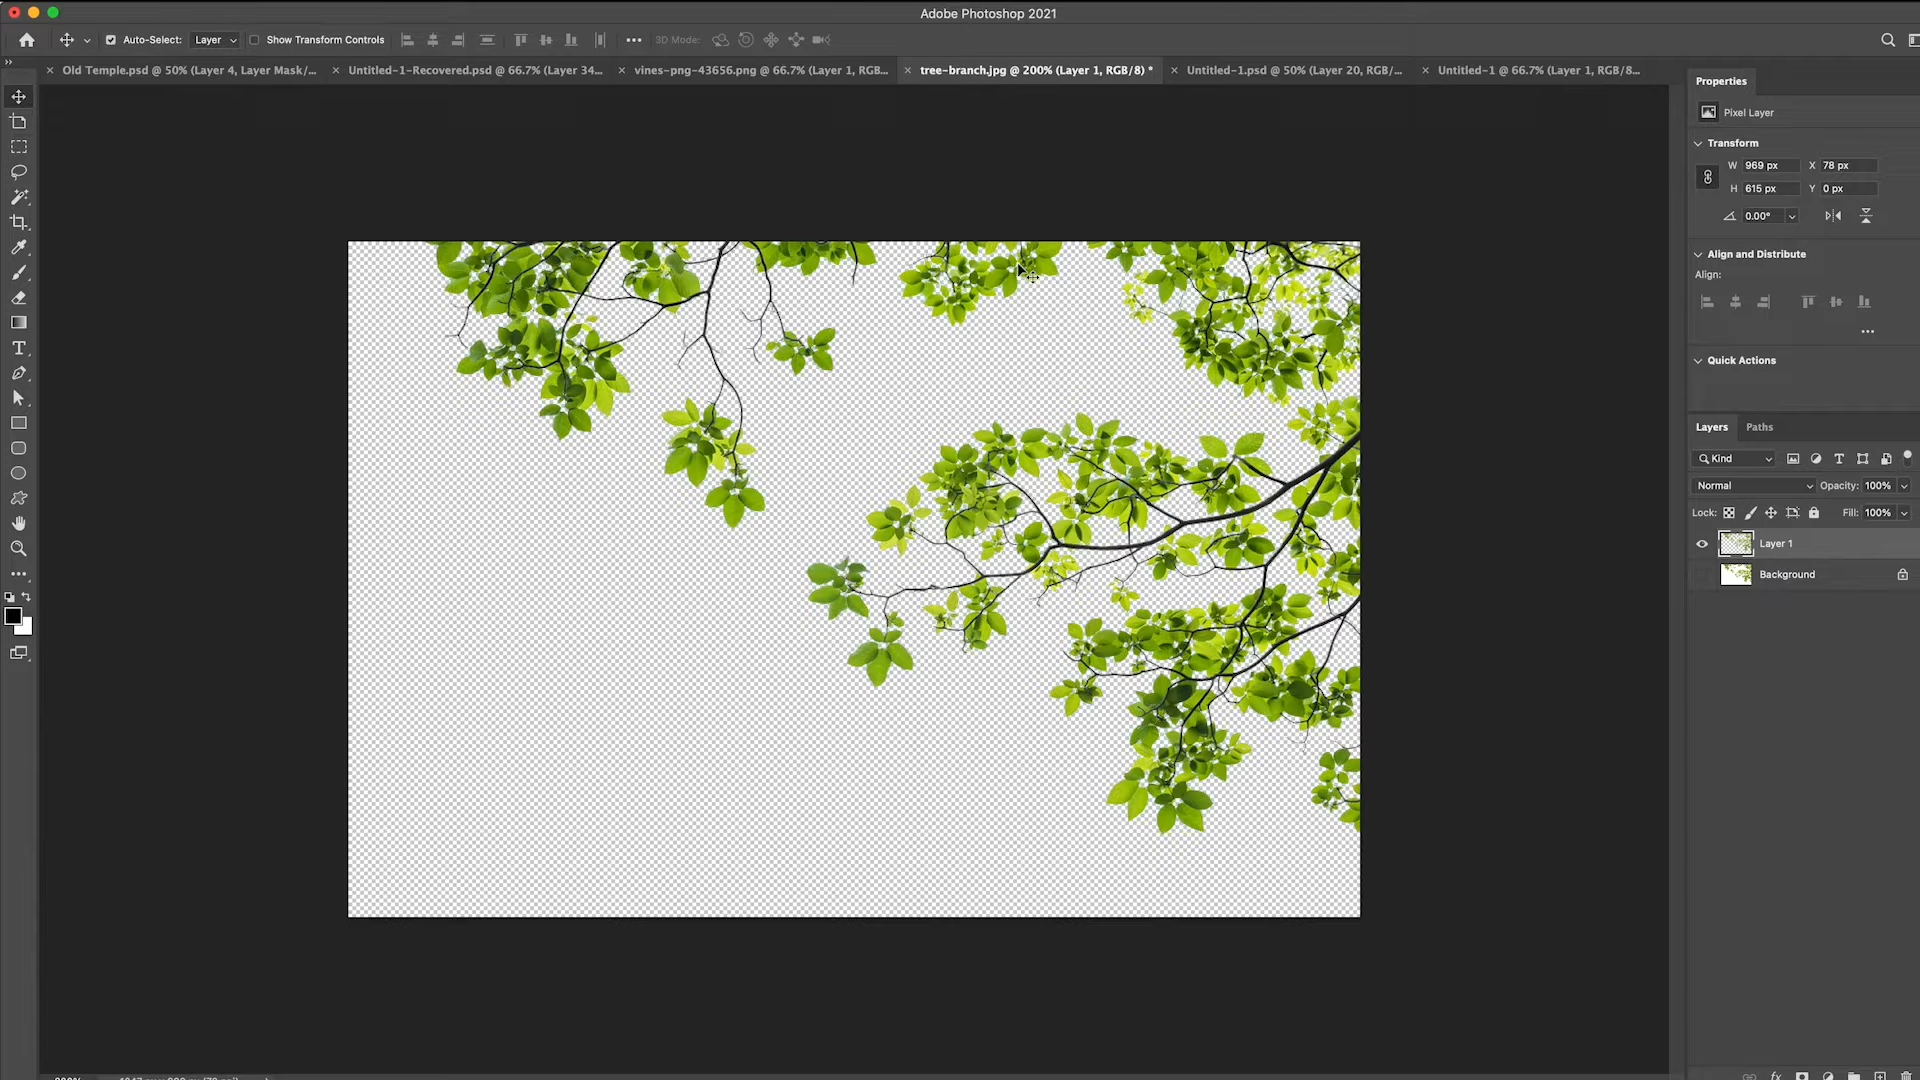 Adobe Photoshop 2021
Auto-Select: Layer Show Transform Controls 3D Mode:
Old Temple.psd @ 50% (Layer 4, Layer Mask/...
Untitled-1-Recovered.psd @ 66.7% (Layer 34...
vines-png-43656.png @ 66.7% (Layer 1, RGB...
tree-branch.jpg @ 200% (Layer 1, RGB/8) *
Untitled-1.psd @ 50% (Layer 20, RGB/...
Untitled-1 @ 66.7% (Layer 1, RGB/8...
Properties
Pixel Layer
Transform
W 969 px X 78 px
H 615 px Y 0 px
0.00°
Align and Distribute
Align:
Quick Actions
Layers Paths
Kind
Normal Opacity: 100%
Lock: Fill: 100%
Layer 1
Background